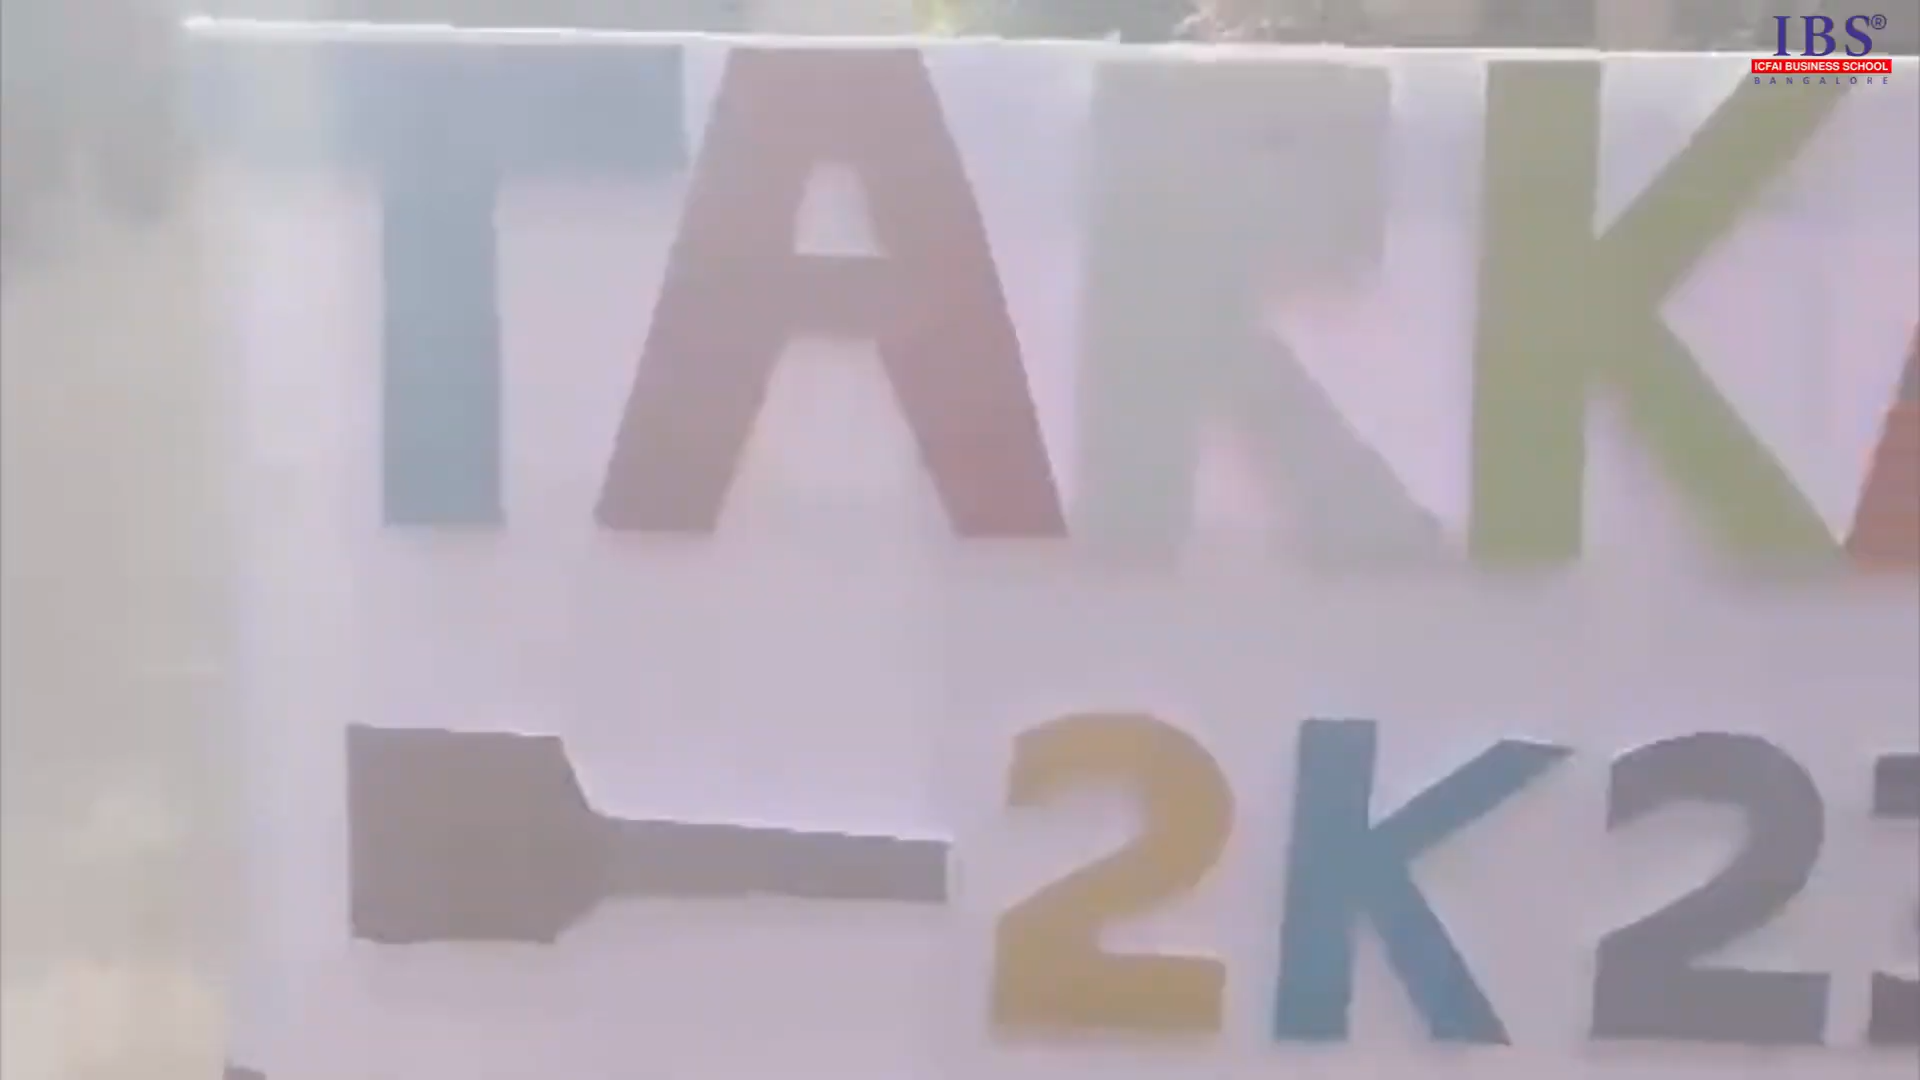 IBS®
ICFAI BUSINESS SCHOOL
BANGALORE
TARK
2K2